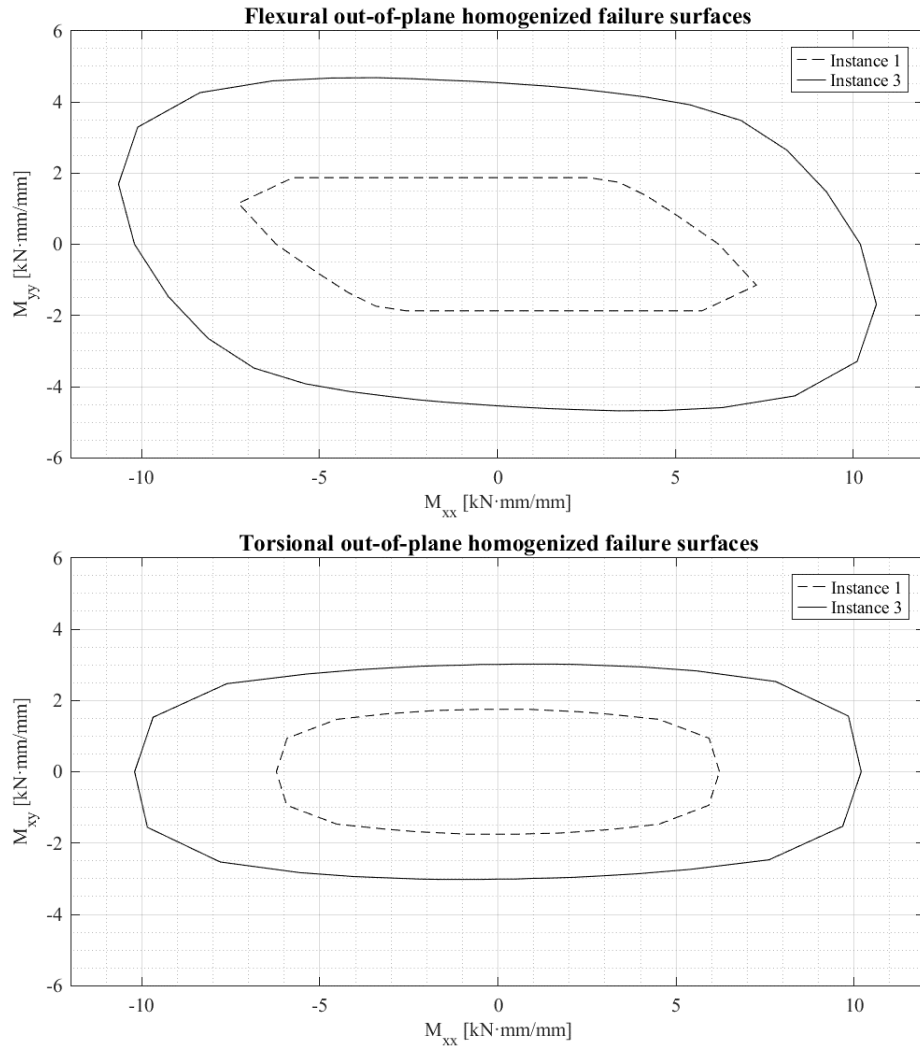 Flexural out-of-plane homogenized failure surfaces
6
4
2
0
-2
-4
-6
M_yy [kN·mm/mm]
Instance 1
Instance 3
-10
-5
0
5
10
M_xx [kN·mm/mm]
Torsional out-of-plane homogenized failure surfaces
6
4
2
0
-2
-4
-6
M_xy [kN·mm/mm]
Instance 1
Instance 3
-10
-5
0
5
10
M_xx [kN·mm/mm]